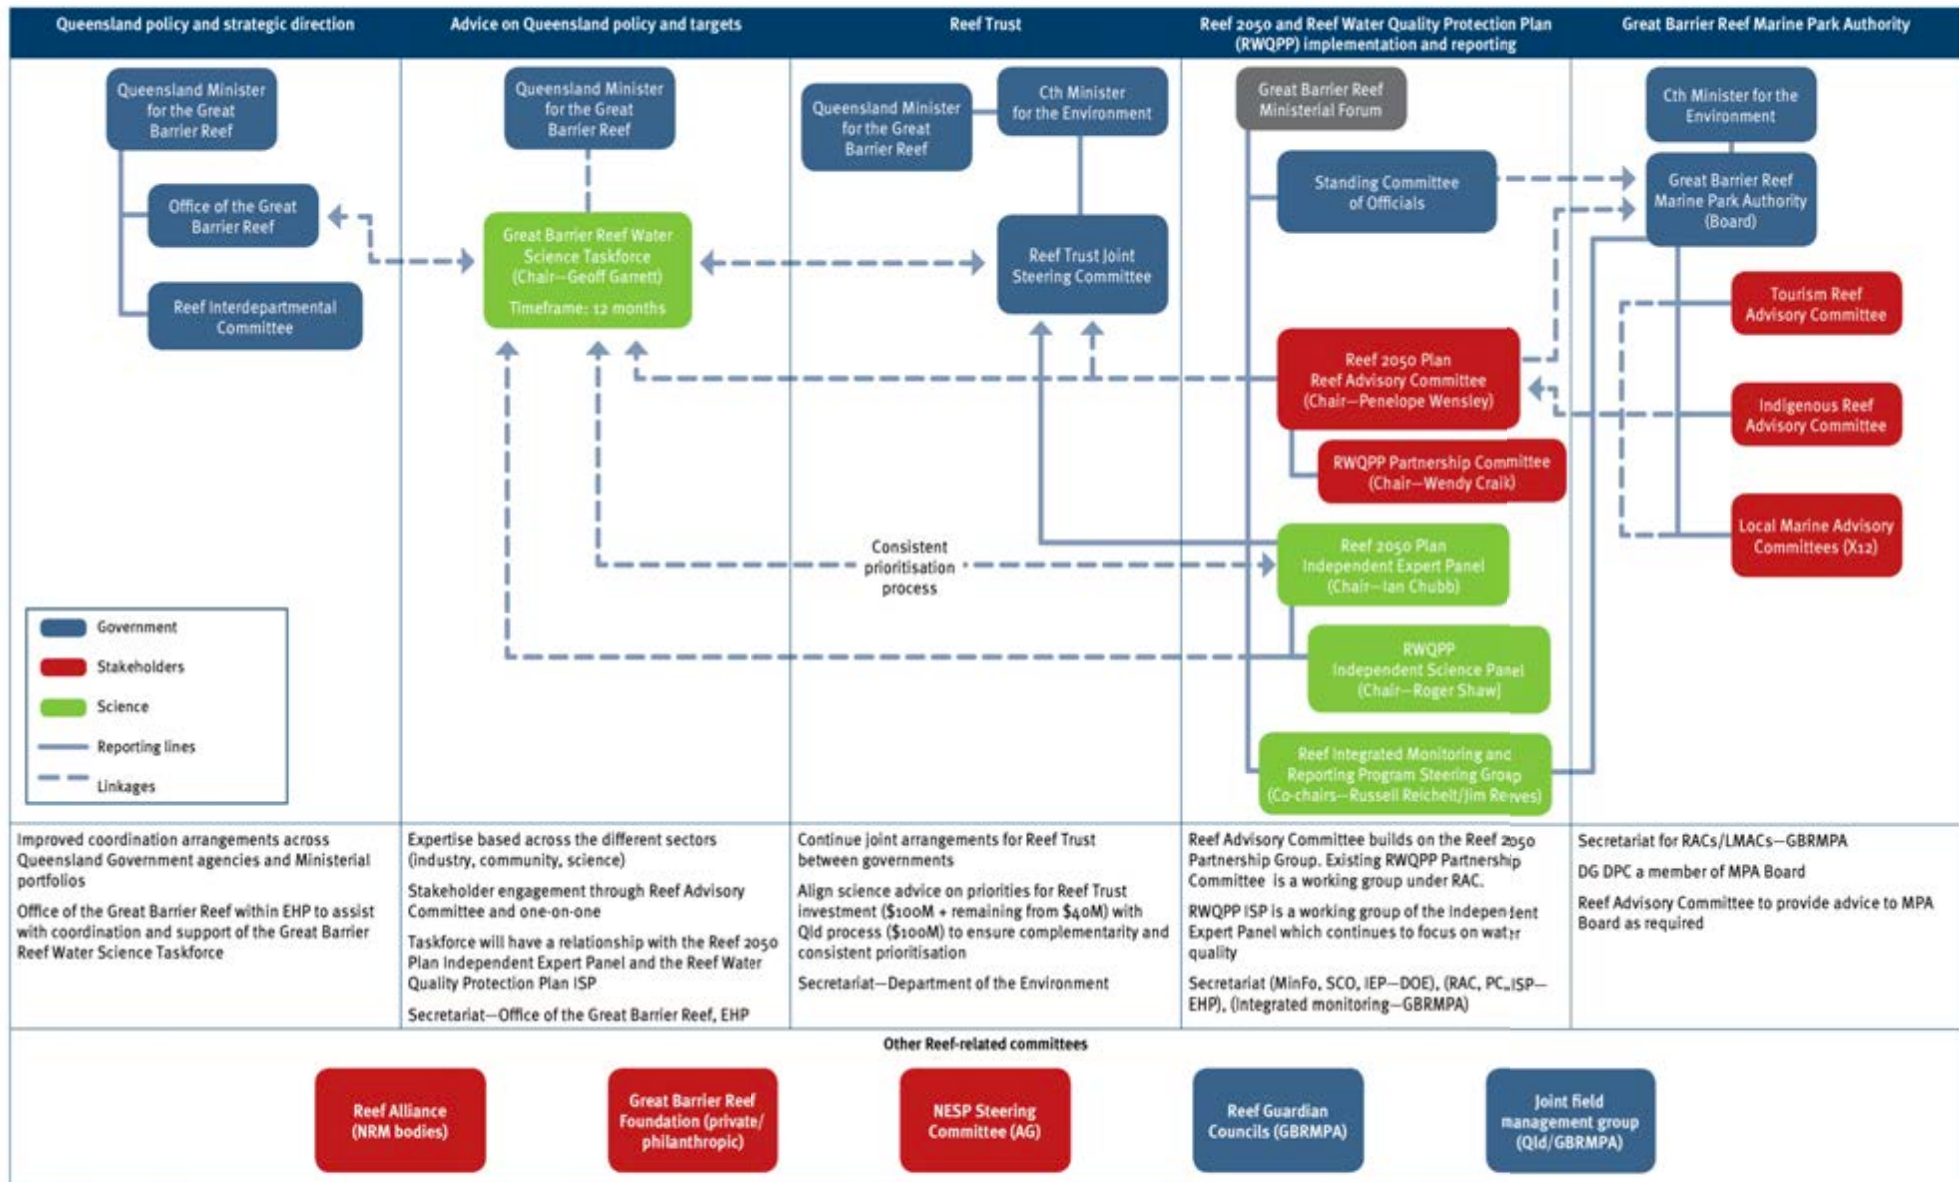 Queensland policy and strategic direction
Advice on Queensland policy and targets
Reef Trust
Reef 2050 and Reef Water Quality Protection Plan
(RWQPP) implementation and reporting
Great Barrier Reef Marine Park Authority
Queensland Minister
for the Great
Barrier Reef
Office of the Great
Barrier Reef
Reef Interdepartmental
Committee
Queensland Minister
for the Great
Barrier Reef
Great Barrier Reef Water
Science Taskforce
(Chair—Geoff Garrett)
Timeframe: 12 months
Queensland Minister
for the Great
Barrier Reef
Cth Minister
for the Environment
Reef Trust Joint
Steering Committee
Consistent
prioritisation
process
Great Barrier Reef
Ministerial Forum
Standing Committee
of Officials
Reef 2050 Plan
Reef Advisory Committee
(Chair—Penelope Wensley)
RWQPP Partnership Committee
(Chair—Wendy Craik)
Reef 2050 Plan
Independent Expert Panel
(Chair—Ian Chubb)
RWQPP
Independent Science Panel
(Chair—Roger Shaw)
Reef Integrated Monitoring and
Reporting Program Steering Group
(Co-chairs—Russell Reichelt/Jim Reeves)
Cth Minister for the
Environment
Great Barrier Reef
Marine Park Authority
(Board)
Tourism Reef
Advisory Committee
Indigenous Reef
Advisory Committee
Local Marine Advisory
Committees (X12)
Government
Stakeholders
Science
Reporting lines
Linkages
Improved coordination arrangements across
Queensland Government agencies and Ministerial
portfolios
Office of the Great Barrier Reef within EHP to assist
with coordination and support of the Great Barrier
Reef Water Science Taskforce
Expertise based across the different sectors
(industry, community, science)
Stakeholder engagement through Reef Advisory
Committee and one-on-one
Taskforce will have a relationship with the Reef 2050
Plan Independent Expert Panel and the Reef Water
Quality Protection Plan ISP
Secretariat—Office of the Great Barrier Reef, EHP
Continue joint arrangements for Reef Trust
between governments
Align science advice on priorities for Reef Trust
investment ($100M + remaining from $40M) with
Qld process ($100M) to ensure complementarity and
consistent prioritisation
Secretariat—Department of the Environment
Reef Advisory Committee builds on the Reef 2050
Partnership Group. Existing RWQPP Partnership
Committee is a working group under RAC.
RWQPP ISP is a working group of the Independent
Expert Panel which continues to focus on water
quality
Secretariat (MinFo, SCO, IEP—DOE), (RAC, PC, ISP—
EHP), (Integrated monitoring—GBRMPA)
Secretariat for RACs/LMACs—GBRMPA
DG DPC a member of MPA Board
Reef Advisory Committee to provide advice to MPA
Board as required
Other Reef-related committees
Reef Alliance
(NRM bodies)
Great Barrier Reef
Foundation (private/
philanthropic)
NESP Steering
Committee (AG)
Reef Guardian
Councils (GBRMPA)
Joint field
management group
(Qld/GBRMPA)